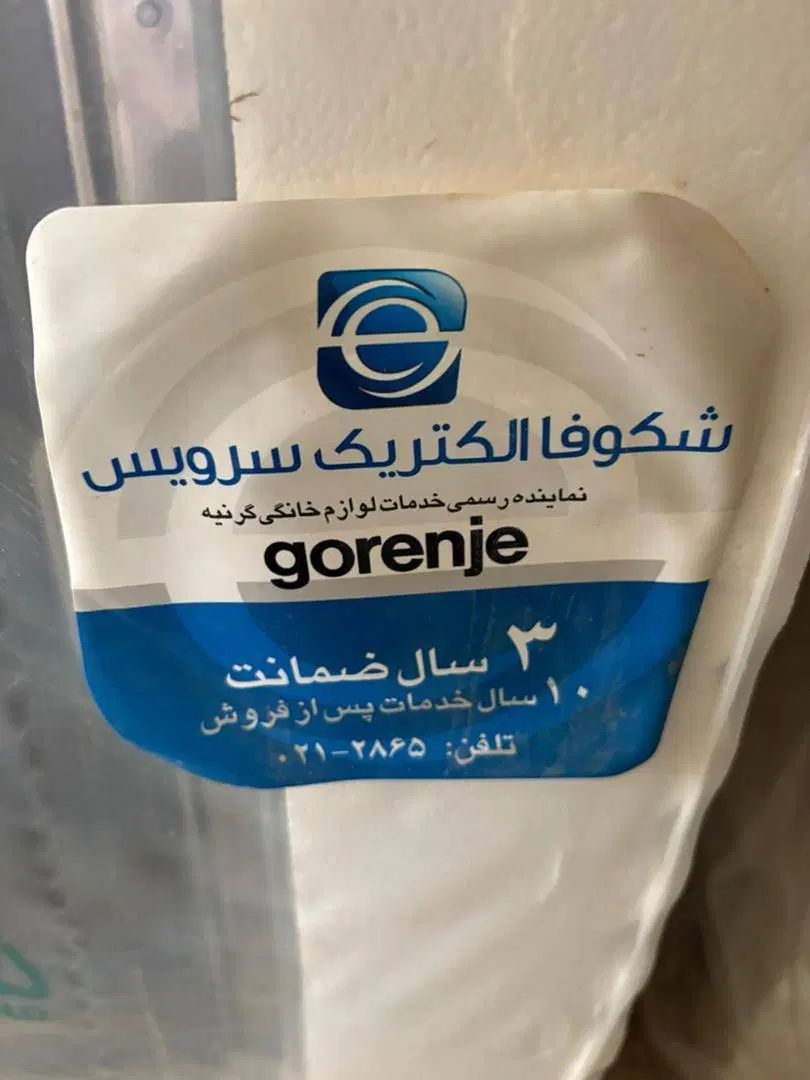 شکوفا الکتریک سرویس
نماینده رسمی خدمات لوازم خانگی گرنیه
gorenje
۳ سال ضمانت
۱۰ سال خدمات پس از فروش
تلفن: ۲۸۶۵-۰۲۱